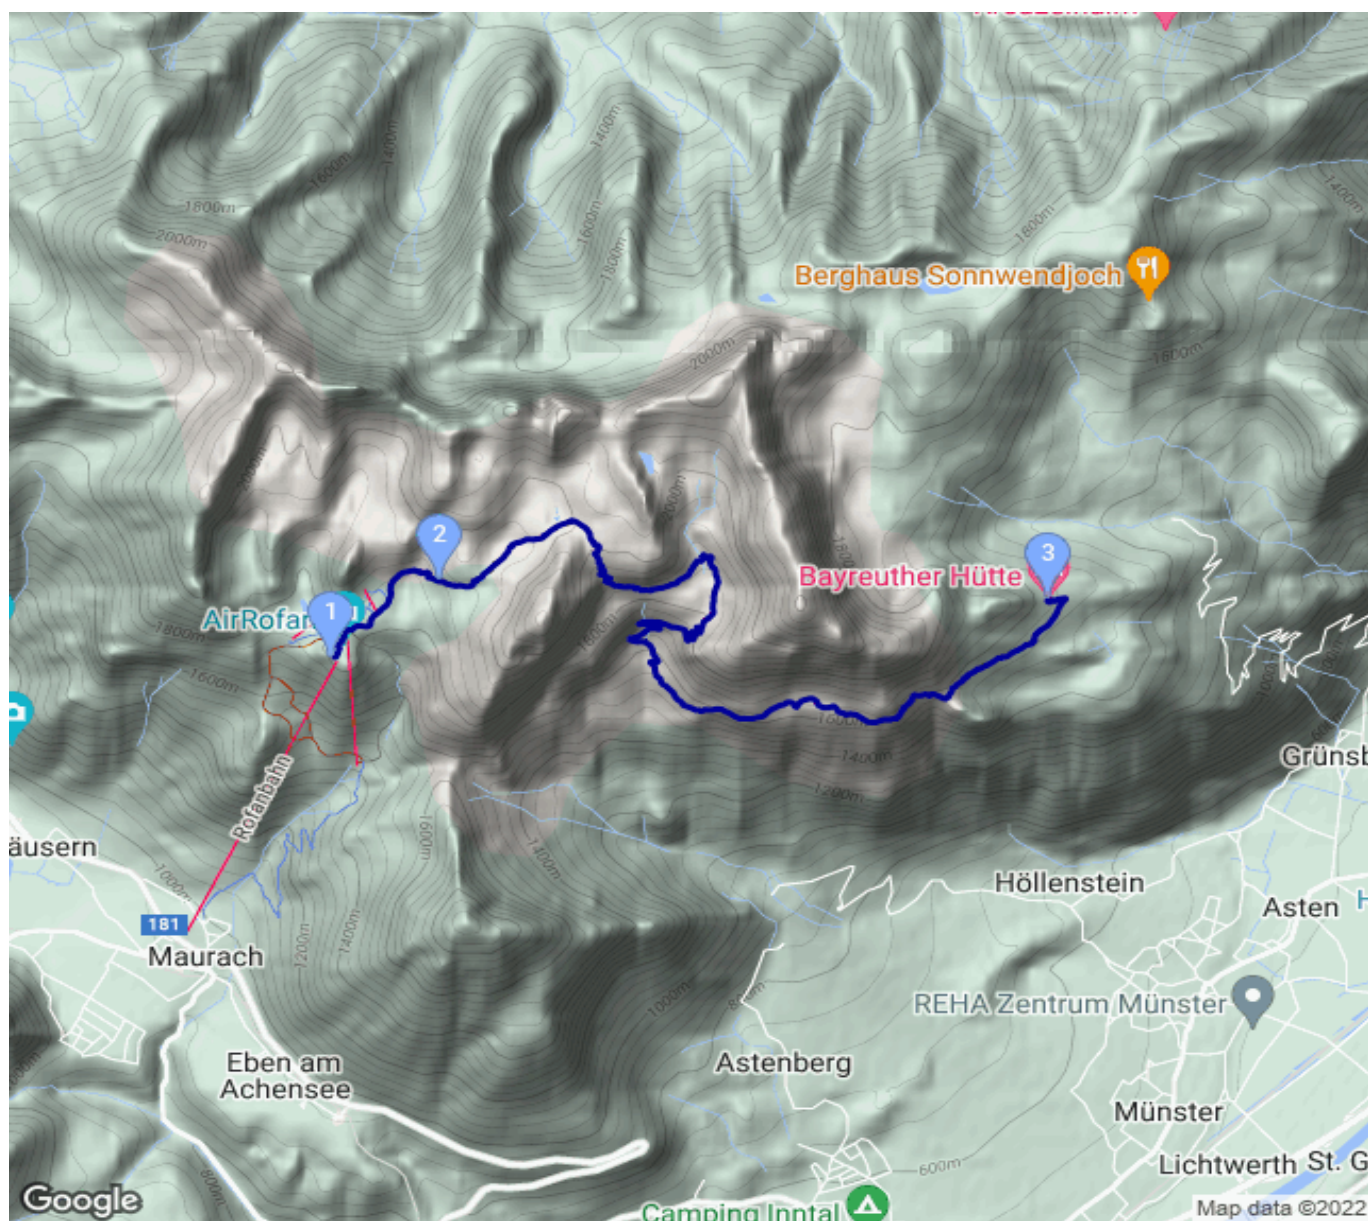 1400m
1400m
1600m
1800m
1600m
1800m
1800m
1400m
2000m
Berghaus Sonnwendjoch
1600m
2000m
2000m
2000m
1800m
2
3
Bayreuther Hütte
1
AirRofan
1800m
1600m
1600m
1600m
1400m
1200m
Grünsb
Rofanbahn
1600m
1400m
äusern
1000m
Höllenstein
181
Asten
H
1200m
1400m
Maurach
1000m
800m
REHA Zentrum Münster
Eben am
Achensee
Astenberg
Münster
600m
Lichtwerth
St. G
800m
Google
Camping Inntal
Map data ©2022